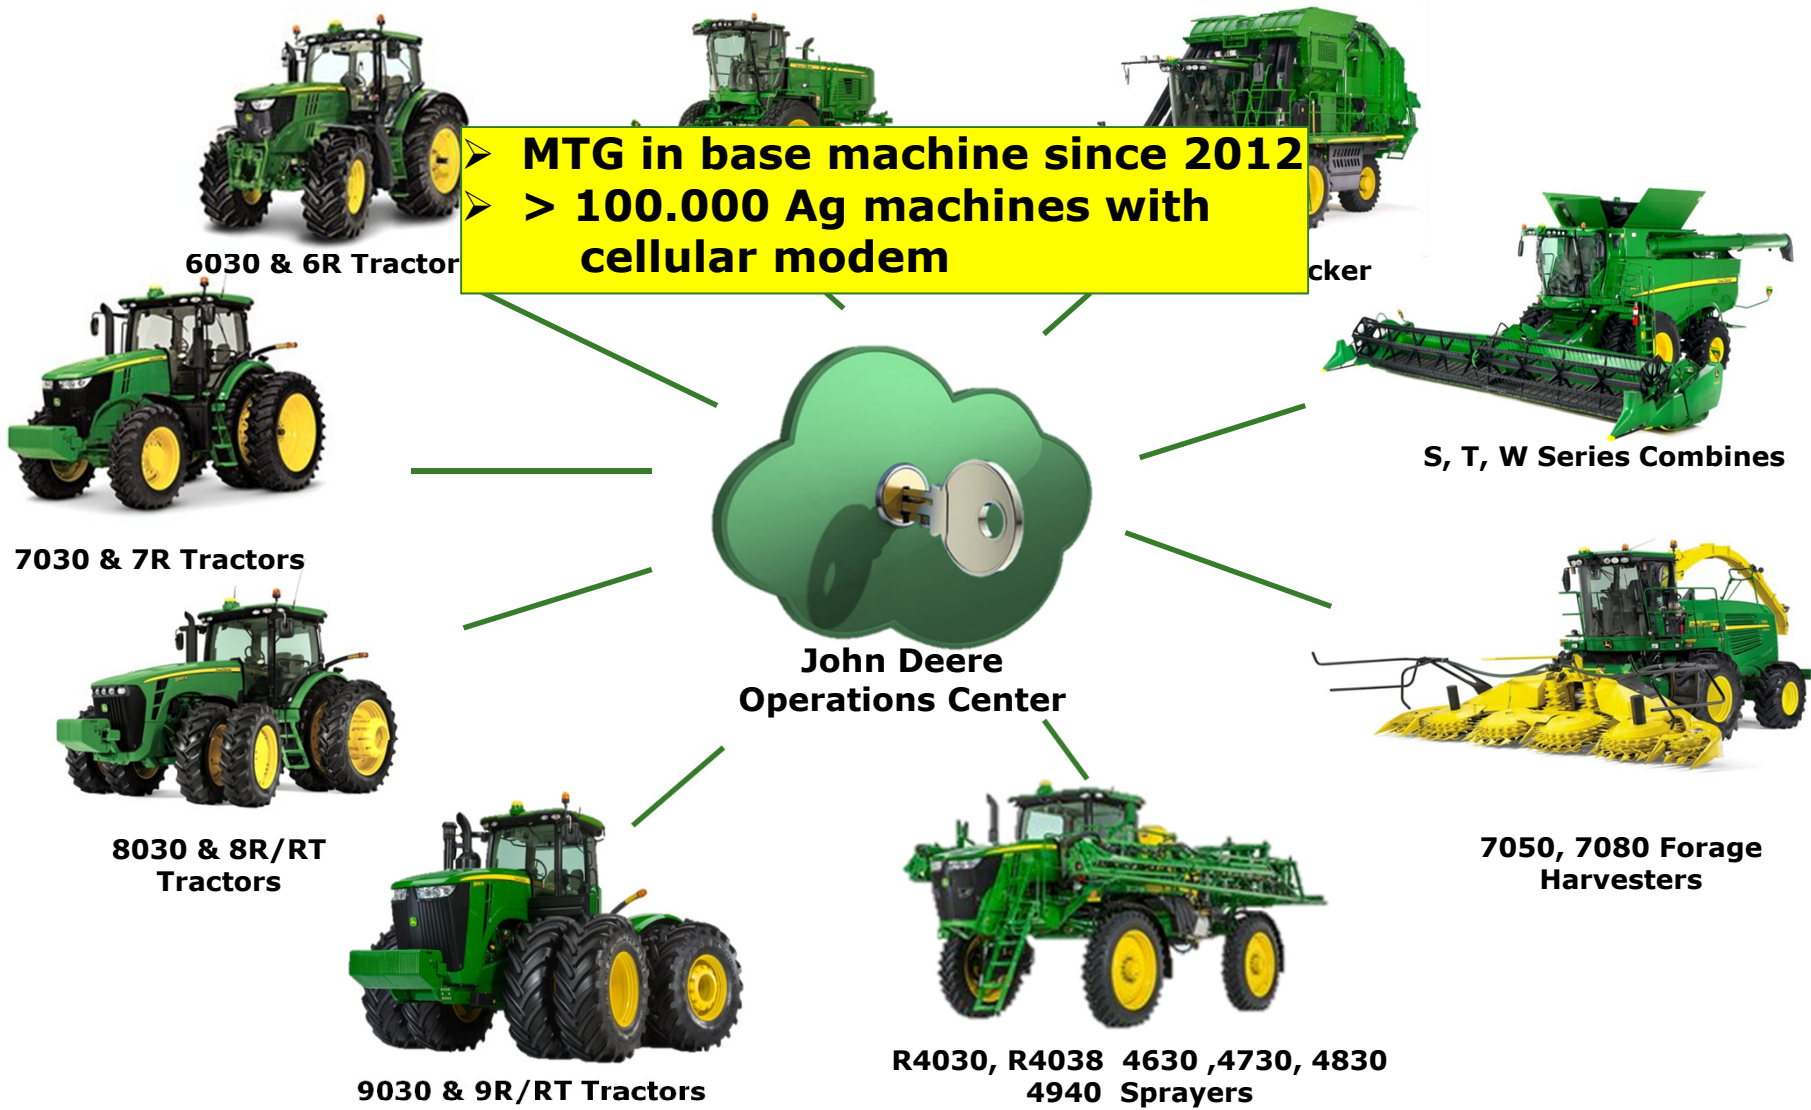 ➢ MTG in base machine since 2012
➢ > 100.000 Ag machines with
cellular modem
6030 & 6R Tractor
cker
S, T, W Series Combines
7030 & 7R Tractors
John Deere
Operations Center
8030 & 8R/RT
Tractors
7050, 7080 Forage
Harvesters
9030 & 9R/RT Tractors
R4030, R4038 4630 ,4730, 4830
4940 Sprayers